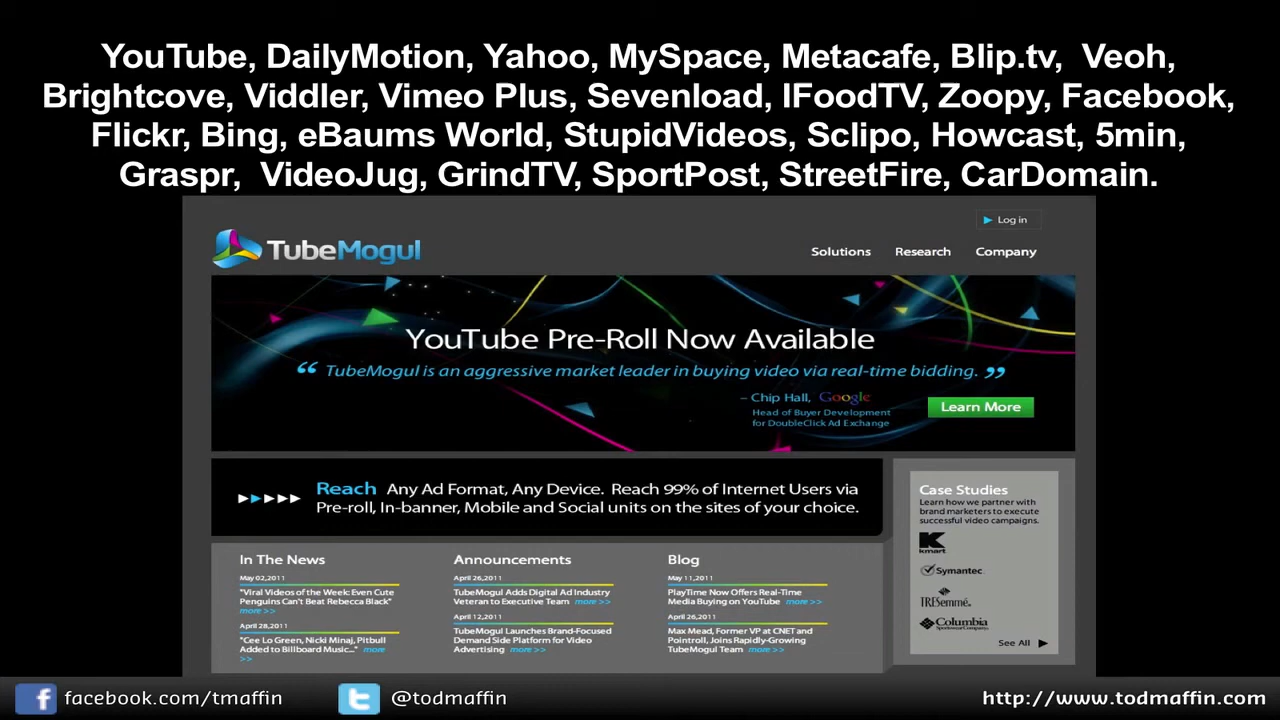 YouTube, DailyMotion, Yahoo, MySpace, Metacafe, Blip.tv, Veoh,
Brightcove, Viddler, Vimeo Plus, Sevenload, IFoodTV, Zoopy, Facebook,
Flickr, Bing, eBaums World, StupidVideos, Sclipo, Howcast, 5min,
Graspr, VideoJug, GrindTV, SportPost, StreetFire, CarDomain.
Log in
TubeMogul
Solutions Research Company
YouTube Pre-Roll Now Available
“ TubeMogul is an aggressive market leader in buying video via real-time bidding. ”
– Chip Hall, Google
Head of Buyer Development
for DoubleClick Ad Exchange
Learn More
Reach Any Ad Format, Any Device. Reach 99% of Internet Users via
Pre-roll, In-banner, Mobile and Social units on the sites of your choice.
Case Studies
Learn how we partner with
brand marketers to execute
successful video campaigns.
K
kmart
Symantec
TRESemmé
Columbia
Sportswear Company
See All
In The News
May 02,2011
"Viral Videos of the Week: Even Cute
Penguins Can't Beat Rebecca Black"
more >>
April 28,2011
"Cee Lo Green, Nicki Minaj, Pitbull
Added to Billboard Music..." more
>>
Announcements
April 26,2011
TubeMogul Adds Digital Ad Industry
Veteran to Executive Team more >>
April 12,2011
TubeMogul Launches Brand-Focused
Demand Side Platform for Video
Advertising more >>
Blog
May 11,2011
PlayTime Now Offers Real-Time
Media Buying on YouTube more >>
April 26,2011
Max Mead, Former VP at CNET and
Pointroll, Joins Rapidly-Growing
TubeMogul Team more >>
f facebook.com/tmaffin t @todmaffin http://www.todmaffin.com